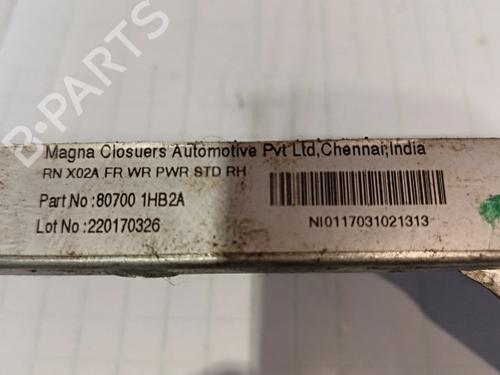 Magna Closuers Automotive Pvt Ltd,Chennai,India
RN X02A FR WR PWR STD RH
Part No :80700 1HB2A
Lot No :220170326
NI0117031021313
B-PARTS